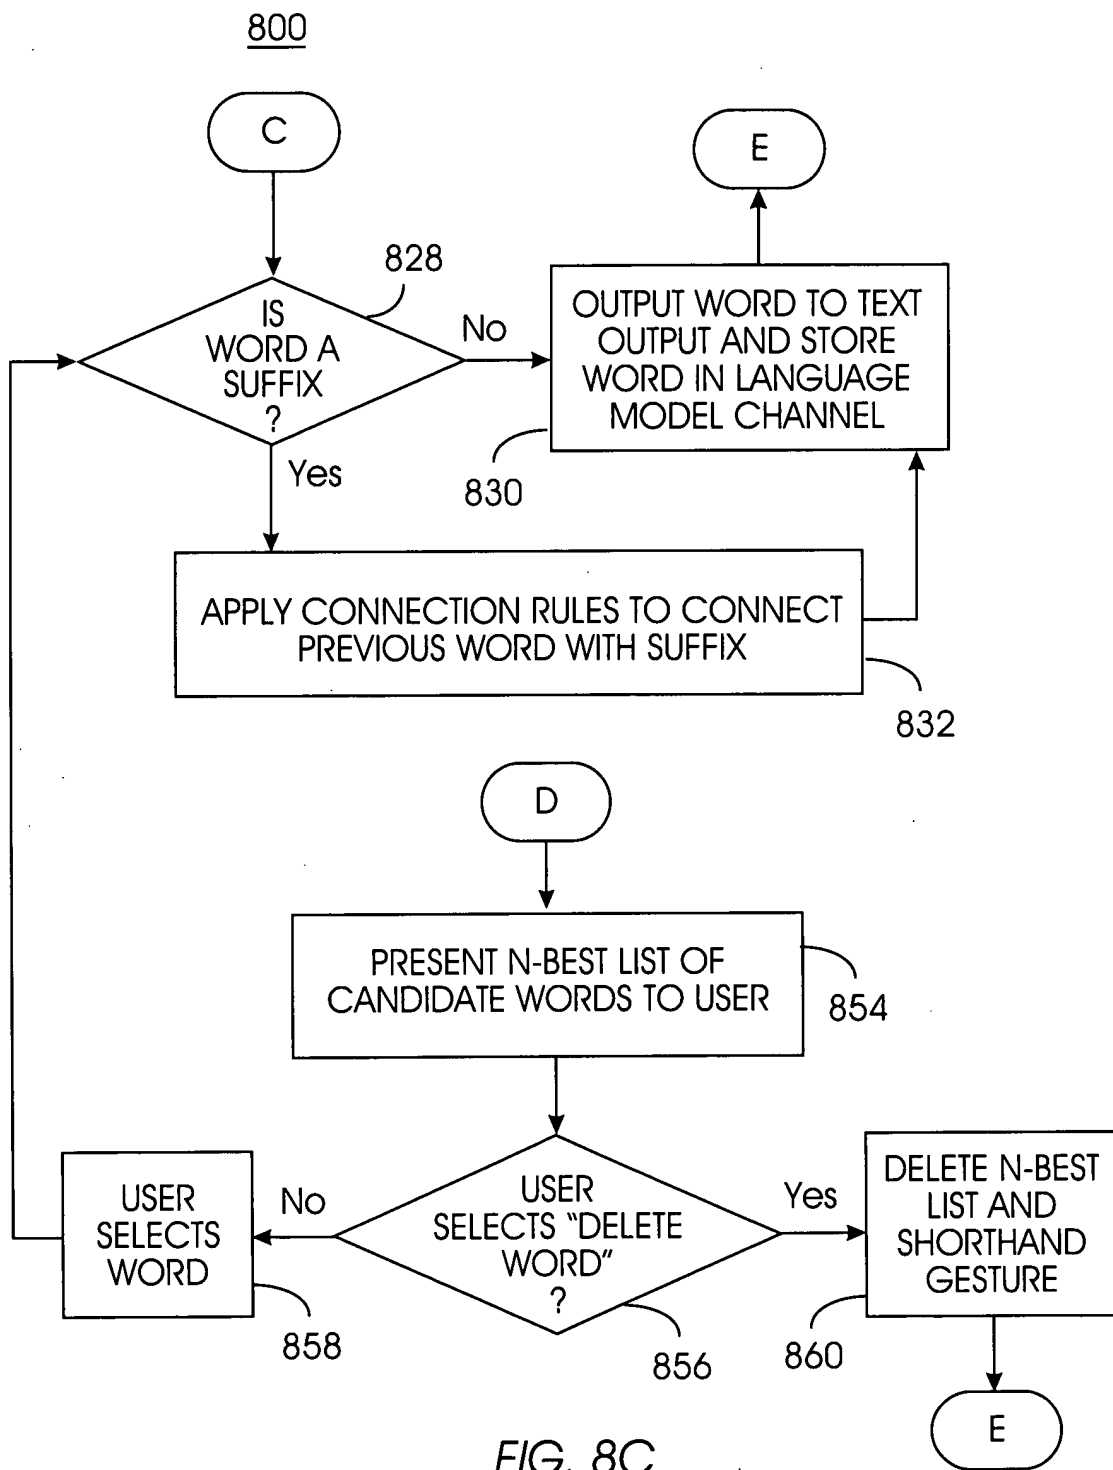 800
C
E
828
IS
WORD A
SUFFIX
?
No
OUTPUT WORD TO TEXT
OUTPUT AND STORE
WORD IN LANGUAGE
MODEL CHANNEL
Yes
830
APPLY CONNECTION RULES TO CONNECT
PREVIOUS WORD WITH SUFFIX
832
D
PRESENT N-BEST LIST OF
CANDIDATE WORDS TO USER
854
USER
SELECTS
WORD
No
USER
SELECTS "DELETE
WORD"
?
Yes
DELETE N-BEST
LIST AND
SHORTHAND
GESTURE
858
856
860
E
FIG. 8C